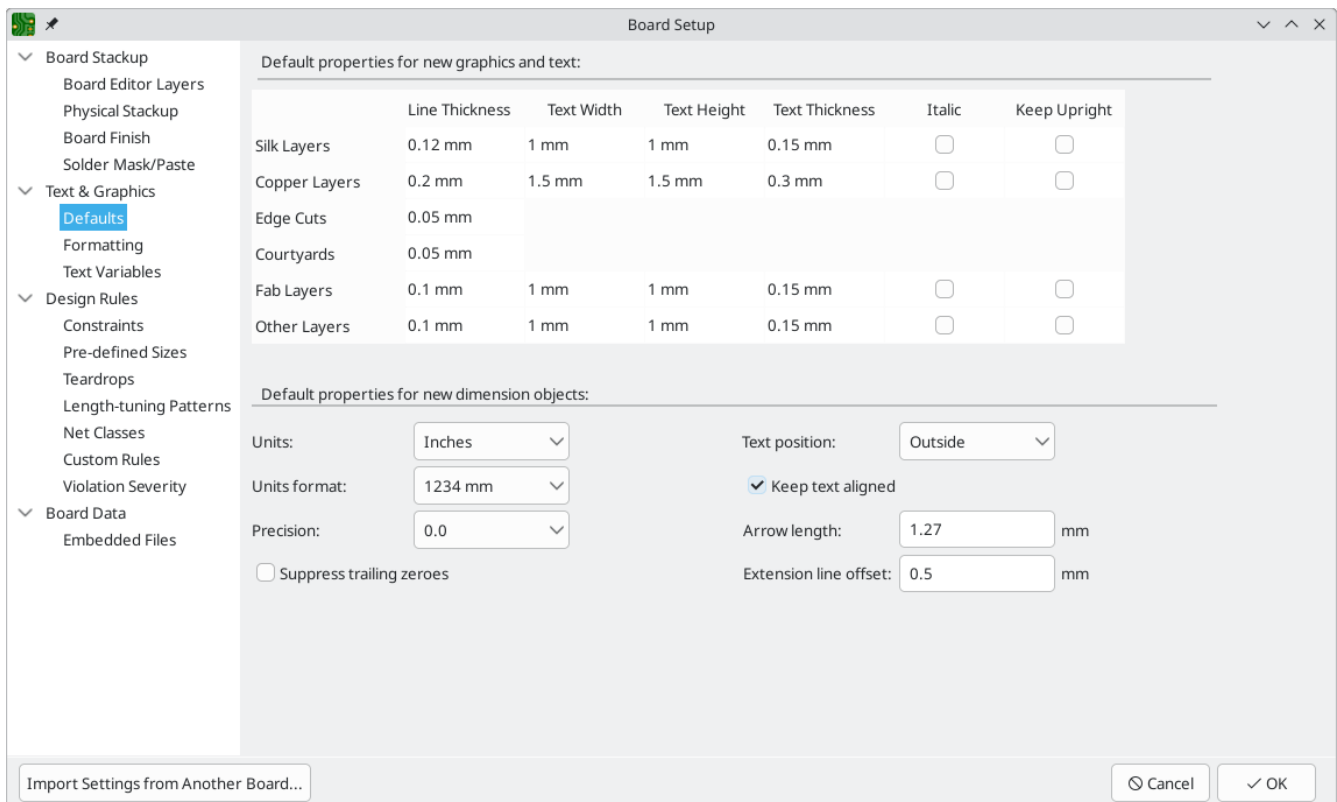 Board Setup
Board Stackup
Board Editor Layers
Physical Stackup
Board Finish
Solder Mask/Paste
Text & Graphics
Defaults
Formatting
Text Variables
Design Rules
Constraints
Pre-defined Sizes
Teardrops
Length-tuning Patterns
Net Classes
Custom Rules
Violation Severity
Board Data
Embedded Files
Default properties for new graphics and text:
Line Thickness Text Width Text Height Text Thickness Italic Keep Upright
Silk Layers 0.12 mm 1 mm 1 mm 0.15 mm
Copper Layers 0.2 mm 1.5 mm 1.5 mm 0.3 mm
Edge Cuts 0.05 mm
Courtyards 0.05 mm
Fab Layers 0.1 mm 1 mm 1 mm 0.15 mm
Other Layers 0.1 mm 1 mm 1 mm 0.15 mm
Default properties for new dimension objects:
Units: Inches Text position: Outside
Units format: 1234 mm Keep text aligned
Precision: 0.0 Arrow length: 1.27 mm
Suppress trailing zeroes Extension line offset: 0.5 mm
Import Settings from Another Board... Cancel OK